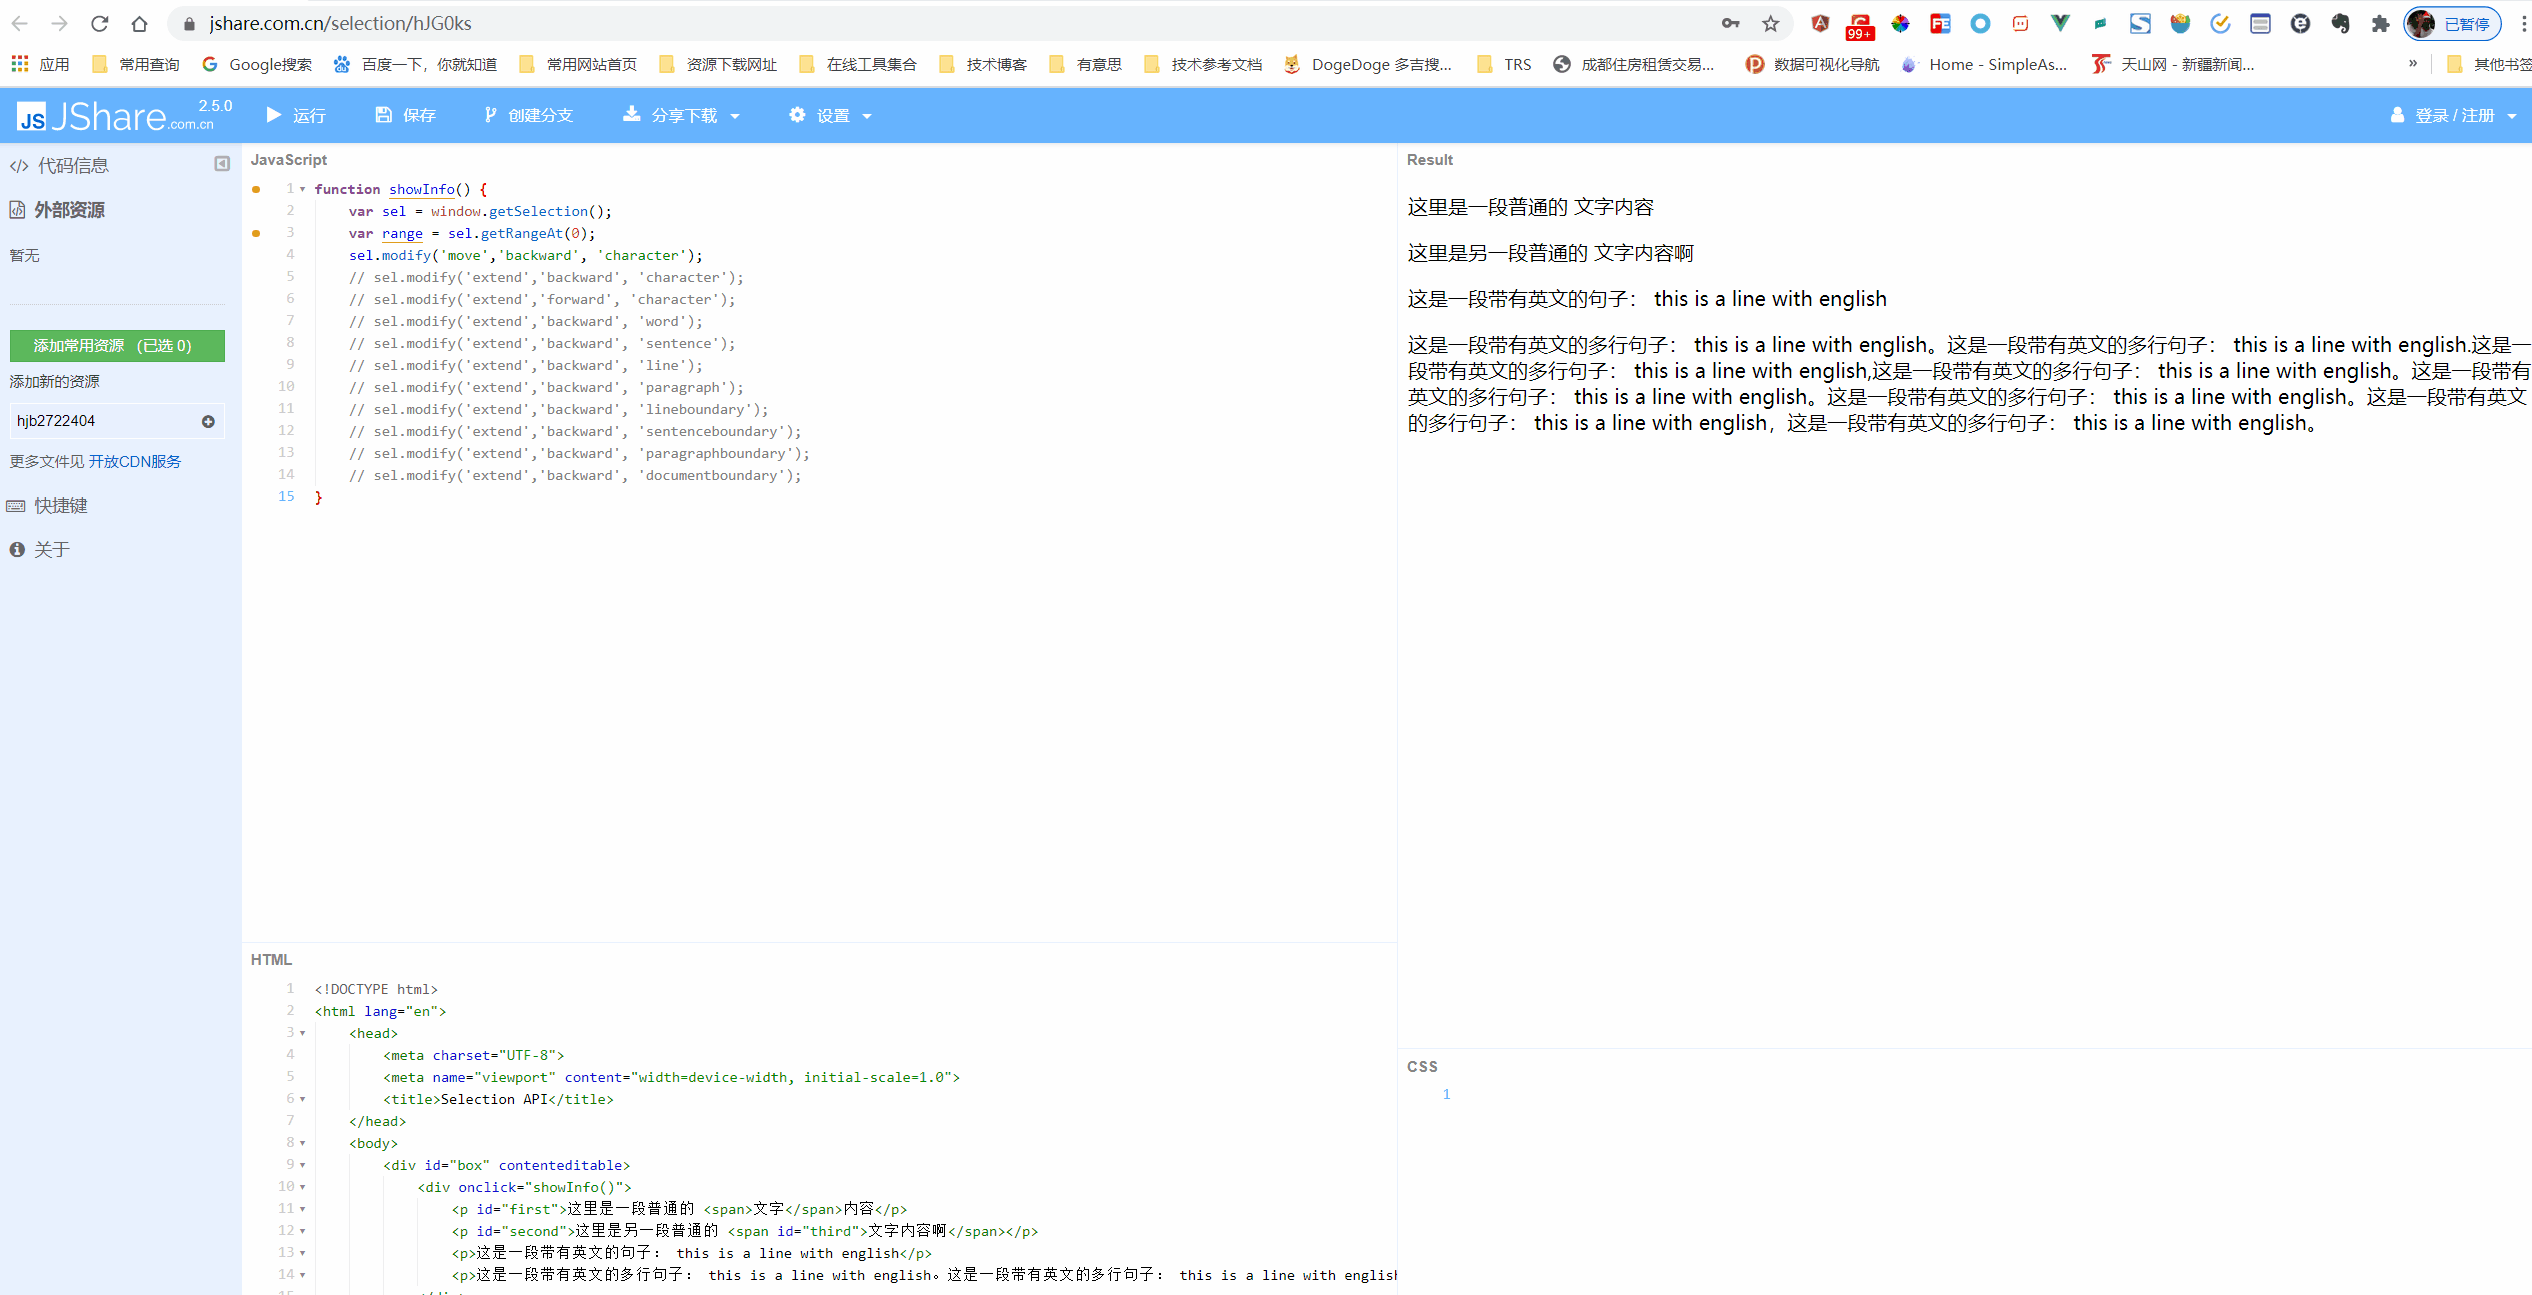 jshare.com.cn/selection/hJG0ks
99+
已暂停
应用 常用查询 Google搜索 百度一下，你就知道 常用网站首页 资源下载网址 在线工具集合 技术博客 有意思 技术参考文档 DogeDoge 多吉搜... TRS 成都住房租赁交易... 数据可视化导航 Home - SimpleAs... 天山网 - 新疆新闻... » 其他书签
JS JShare.com.cn 2.5.0 运行 保存 创建分支 分享下载 设置 登录 / 注册
</> 代码信息
外部资源
暂无
添加常用资源 (已选 0)
添加新的资源
hjb2722404
更多文件见 开放CDN服务
快捷键
关于
JavaScript
1 function showInfo() {
2 var sel = window.getSelection();
3 var range = sel.getRangeAt(0);
4 sel.modify('move','backward', 'character');
5 // sel.modify('extend','backward', 'character');
6 // sel.modify('extend','forward', 'character');
7 // sel.modify('extend','backward', 'word');
8 // sel.modify('extend','backward', 'sentence');
9 // sel.modify('extend','backward', 'line');
10 // sel.modify('extend','backward', 'paragraph');
11 // sel.modify('extend','backward', 'lineboundary');
12 // sel.modify('extend','backward', 'sentenceboundary');
13 // sel.modify('extend','backward', 'paragraphboundary');
14 // sel.modify('extend','backward', 'documentboundary');
15 }
HTML
1 <!DOCTYPE html>
2 <html lang="en">
3 <head>
4 <meta charset="UTF-8">
5 <meta name="viewport" content="width=device-width, initial-scale=1.0">
6 <title>Selection API</title>
7 </head>
8 <body>
9 <div id="box" contenteditable>
10 <div onclick="showInfo()">
11 <p id="first">这里是一段普通的 <span>文字</span>内容</p>
12 <p id="second">这里是另一段普通的 <span id="third">文字内容啊</span></p>
13 <p>这是一段带有英文的句子： this is a line with english</p>
14 <p>这是一段带有英文的多行句子： this is a line with english。这是一段带有英文的多行句子： this is a line with englis
Result
这里是一段普通的 文字内容
这里是另一段普通的 文字内容啊
这是一段带有英文的句子： this is a line with english
这是一段带有英文的多行句子： this is a line with english。这是一段带有英文的多行句子： this is a line with english.这是一
段带有英文的多行句子： this is a line with english,这是一段带有英文的多行句子： this is a line with english。这是一段带有
英文的多行句子： this is a line with english。这是一段带有英文的多行句子： this is a line with english。这是一段带有英文
的多行句子： this is a line with english，这是一段带有英文的多行句子： this is a line with english。
CSS
1